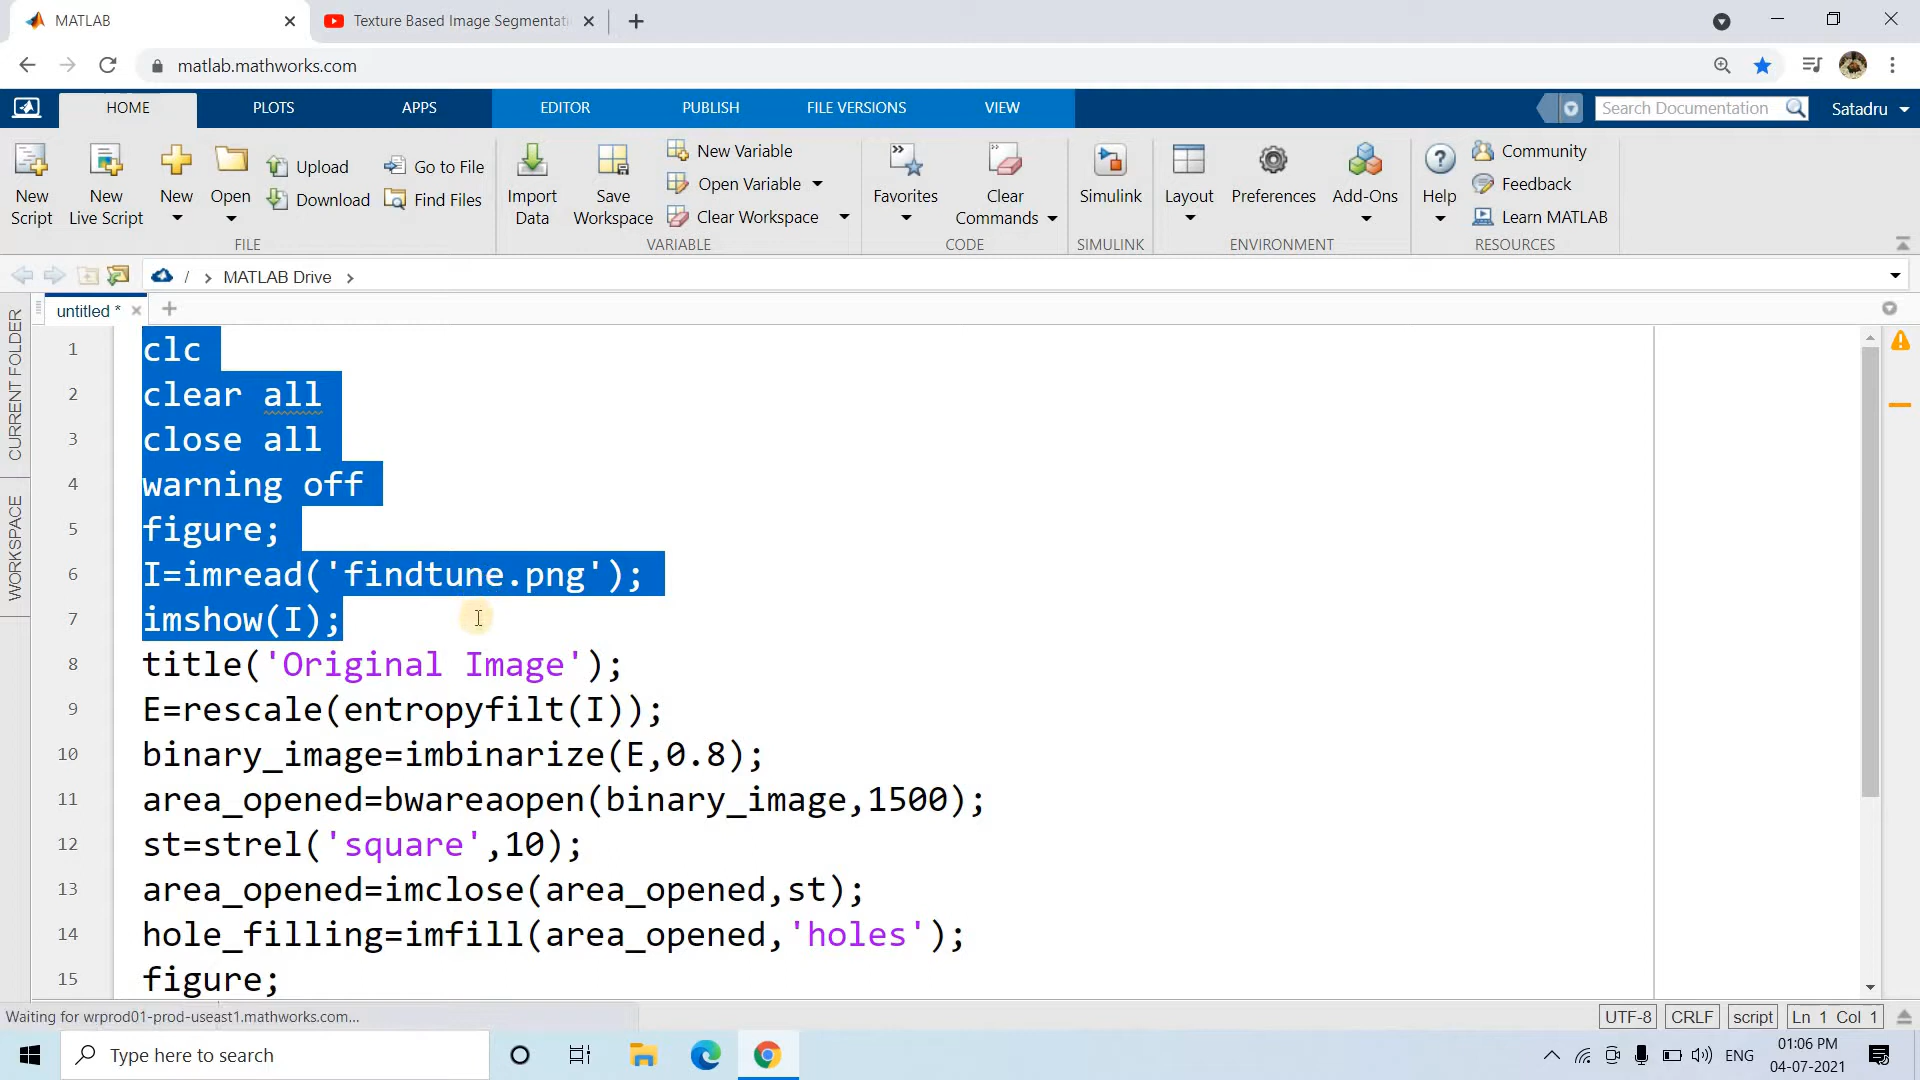 MATLAB
Texture Based Image Segmentati
matlab.mathworks.com
HOME PLOTS APPS EDITOR PUBLISH FILE VERSIONS VIEW
Search Documentation
Satadru
New Script
New Live Script
New
Open
Upload
Download
Go to File
Find Files
FILE
Import Data
Save Workspace
New Variable
Open Variable
Clear Workspace
VARIABLE
Favorites
Clear Commands
CODE
Simulink
SIMULINK
Layout
Preferences
Add-Ons
ENVIRONMENT
Help
Community
Feedback
Learn MATLAB
RESOURCES
/ > MATLAB Drive >
CURRENT FOLDER
WORKSPACE
untitled *
1 clc
2 clear all
3 close all
4 warning off
5 figure;
6 I=imread('findtune.png');
7 imshow(I);
8 title('Original Image');
9 E=rescale(entropyfilt(I));
10 binary_image=imbinarize(E,0.8);
11 area_opened=bwareaopen(binary_image,1500);
12 st=strel('square',10);
13 area_opened=imclose(area_opened,st);
14 hole_filling=imfill(area_opened,'holes');
15 figure;
Waiting for wrprod01-prod-useast1.mathworks.com...
UTF-8 CRLF script Ln 1 Col 1
Type here to search
ENG
01:06 PM
04-07-2021